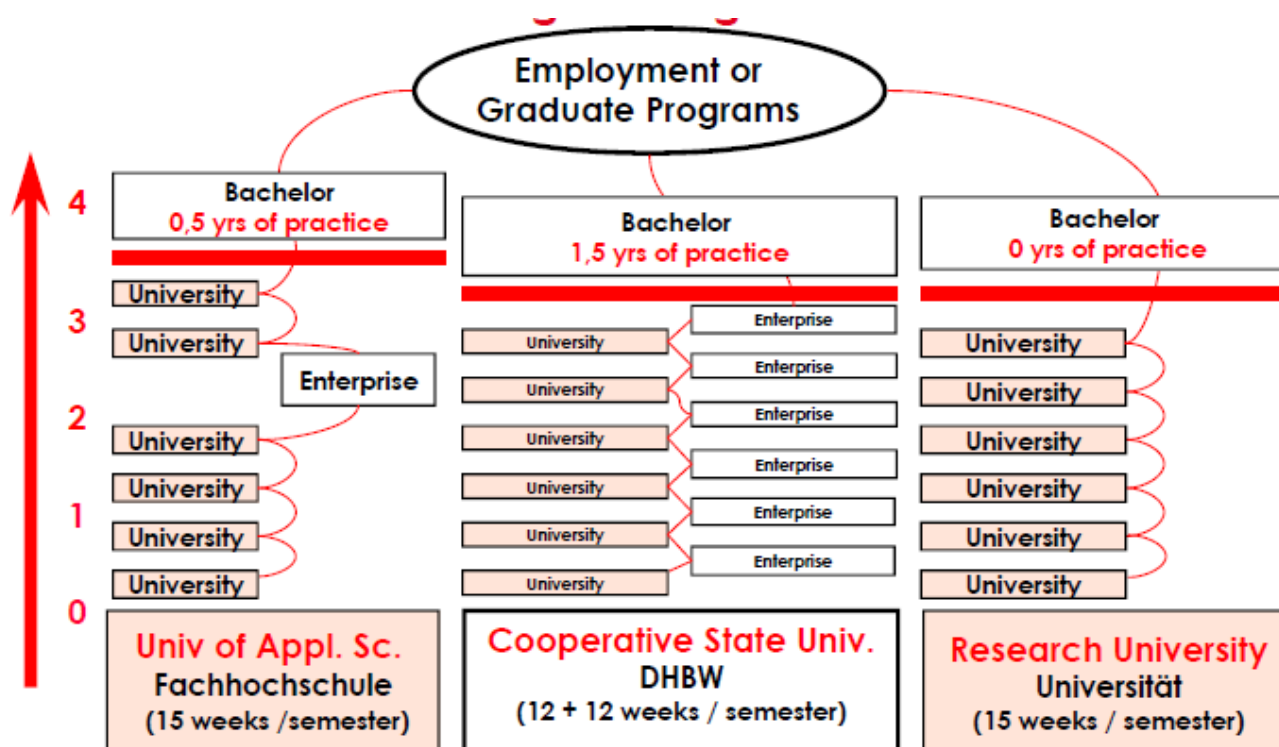 Employment or
Graduate Programs
4
3
2
1
0
Bachelor
0,5 yrs of practice
University
University
Enterprise
University
University
University
University
Univ of Appl. Sc.
Fachhochschule
(15 weeks /semester)
Bachelor
1,5 yrs of practice
Enterprise
University
Enterprise
University
Enterprise
University
Enterprise
University
Enterprise
University
Enterprise
University
Cooperative State Univ.
DHBW
(12 + 12 weeks / semester)
Bachelor
0 yrs of practice
University
University
University
University
University
University
Research University
Universität
(15 weeks / semester)